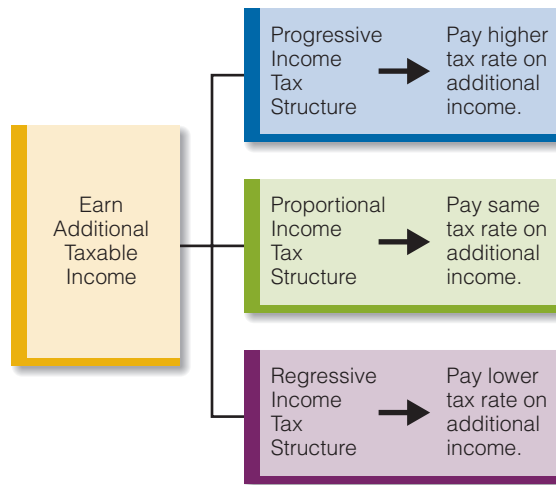 Earn
Additional
Taxable
Income
Progressive
Income
Tax
Structure
Pay higher
tax rate on
additional
income.
Proportional
Income
Tax
Structure
Pay same
tax rate on
additional
income.
Regressive
Income
Tax
Structure
Pay lower
tax rate on
additional
income.